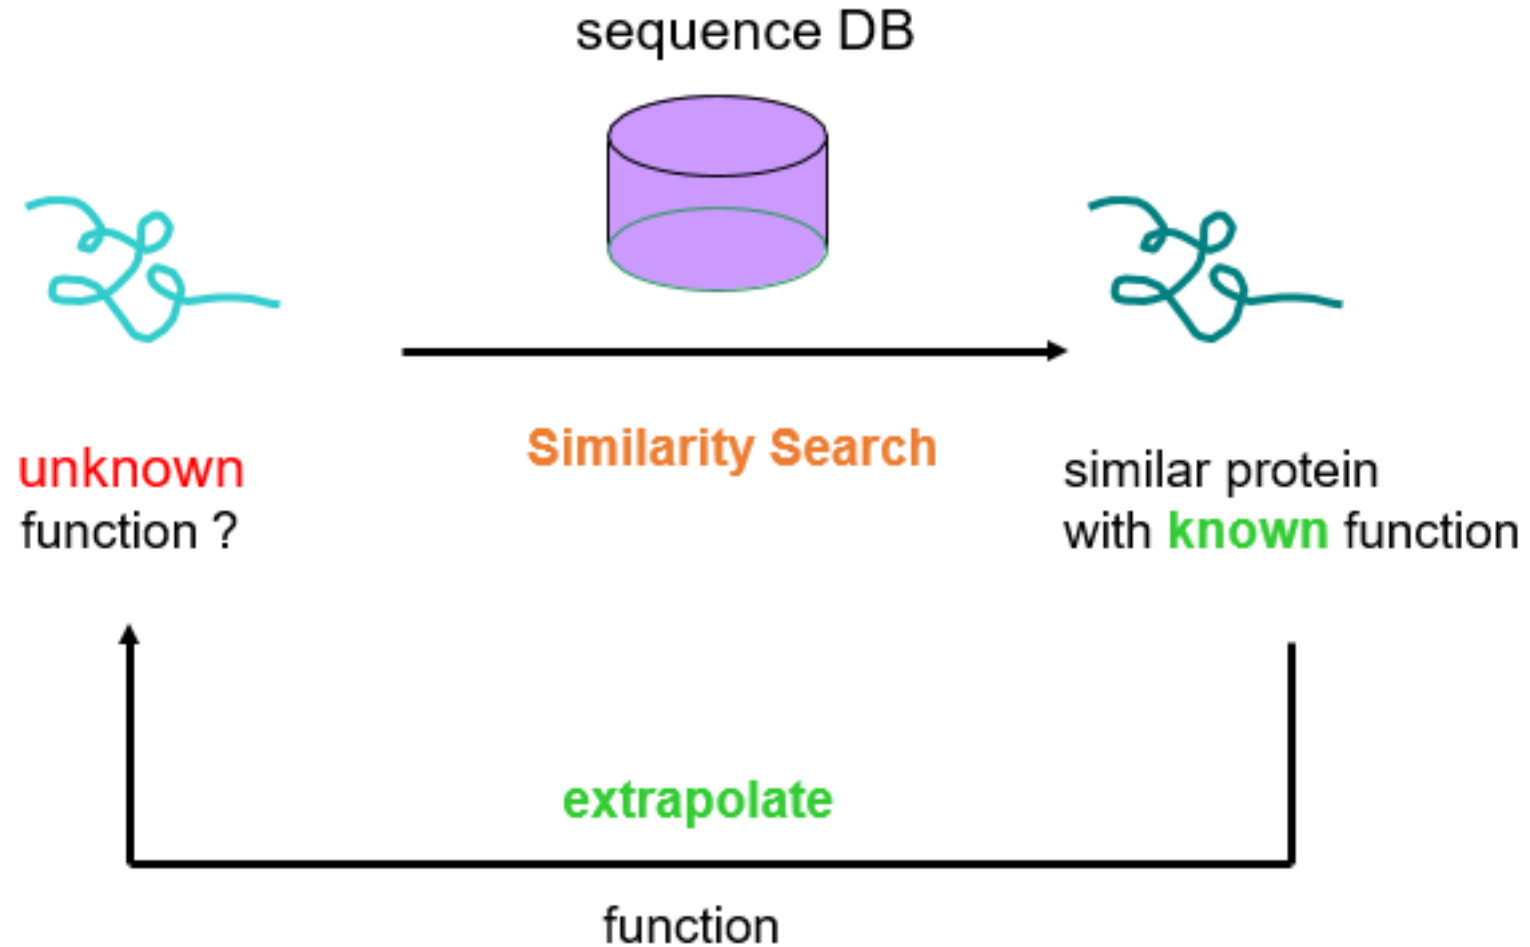 sequence DB
Similarity Search
unknown
function ?
similar protein
with known function
extrapolate
function